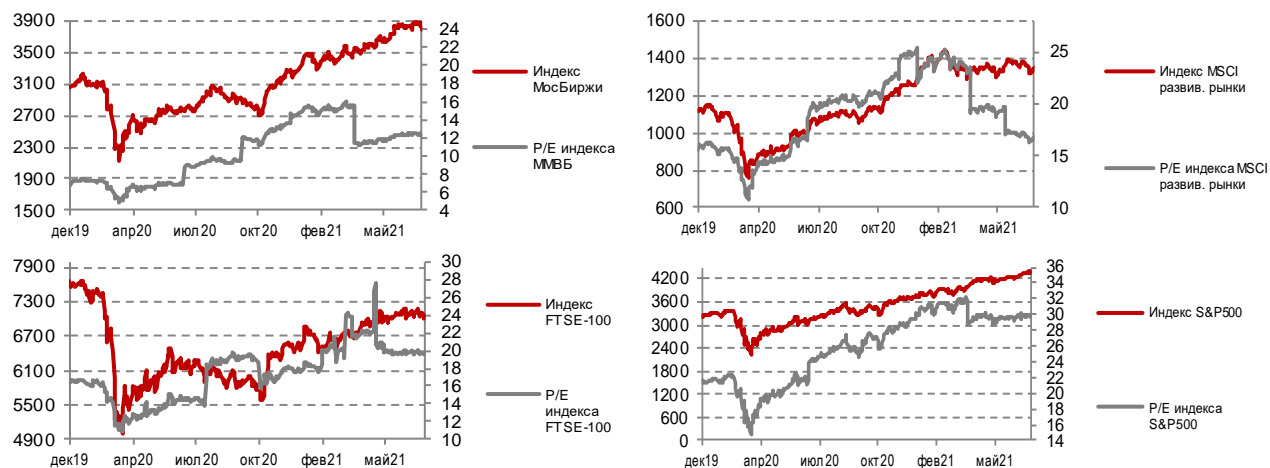 3900
3500
3100
2700
2300
1900
1500
24
22
20
18
16
14
12
10
8
6
4
дек19
апр20
июл20
окт20
фев21
май21
Индекс
МосБиржи
P/E индекса
ММВБ
1600
1400
1200
1000
800
600
25
20
15
10
дек19
апр20
июл20
окт20
фев21
май21
Индекс MSCI
развив. рынки
P/E индекса MSCI
развив. рынки
7900
7300
6700
6100
5500
4900
30
28
26
24
22
20
18
16
14
12
10
дек19
апр20
июл20
окт20
фев21
май21
Индекс
FTSE-100
P/E
индекса
FTSE-100
4200
3600
3000
2400
1800
1200
600
0
36
34
32
30
28
26
24
22
20
18
16
14
дек19
апр20
июл20
окт20
фев21
май21
Индекс S&P500
P/E индекса
S&P500